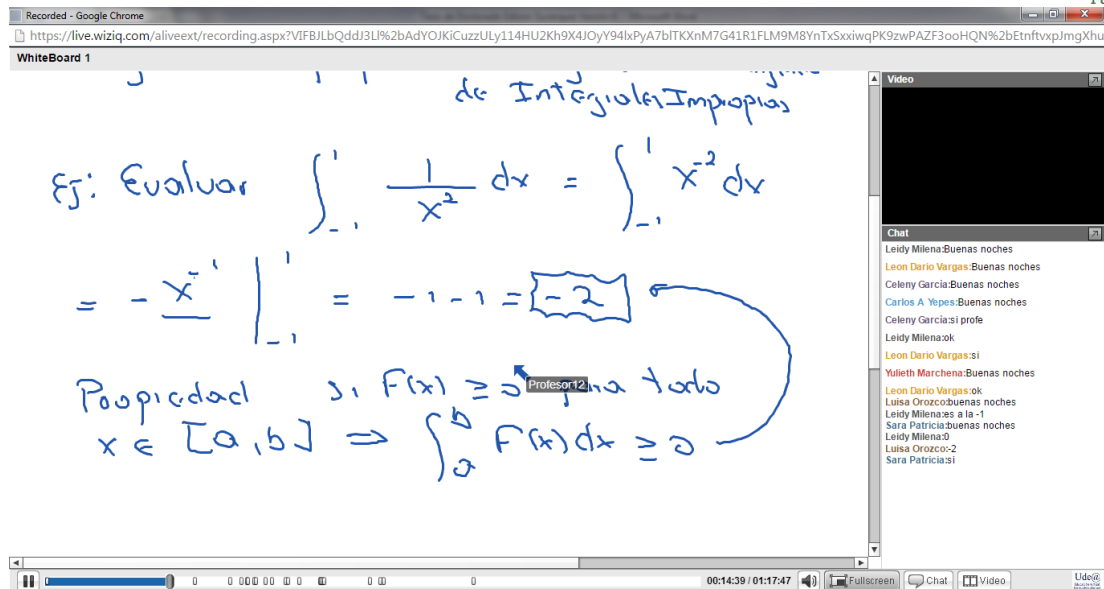 Recorded - Google Chrome
https://live.wiziq.com/aliveext/recording.aspx?VIFBJLbQddJ3LI%2bAdYOJKiCuzzULy114HU2Kh9X4JOyY94lxPyA7blTKXnM7G41R1FLM9M8YnTxSxxiwqPK9zwPAZF3ooHQN%2bEtnftvxpJmgXhu
WhiteBoard 1
de Integrales Impropias
Ej: Evaluar ∫₋₁¹ 1/x² dx = ∫₋₁¹ x⁻² dx
= - x⁻¹ |₋₁¹ = -1 -1 = -2
Propiedad si F(x) ≥ 0 para todo
Profesor12
x ∈ [a, b] ⇒ ∫ₐᵇ F(x) dx ≥ 0
Video
Chat
Leidy Milena:Buenas noches
Leon Dario Vargas:Buenas noches
Celeny Garcia:Buenas noches
Carlos A Yepes:Buenas noches
Celeny Garcia:si profe
Leidy Milena:ok
Leon Dario Vargas:si
Yulieth Marchena:Buenas noches
Leon Dario Vargas:ok
Luisa Orozco:buenas noches
Leidy Milena:es a la -1
Sara Patricia:buenas noches
Leidy Milena:0
Luisa Orozco:-2
Sara Patricia:si
00:14:39 / 01:17:47
Fullscreen
Chat
Video
Ude@